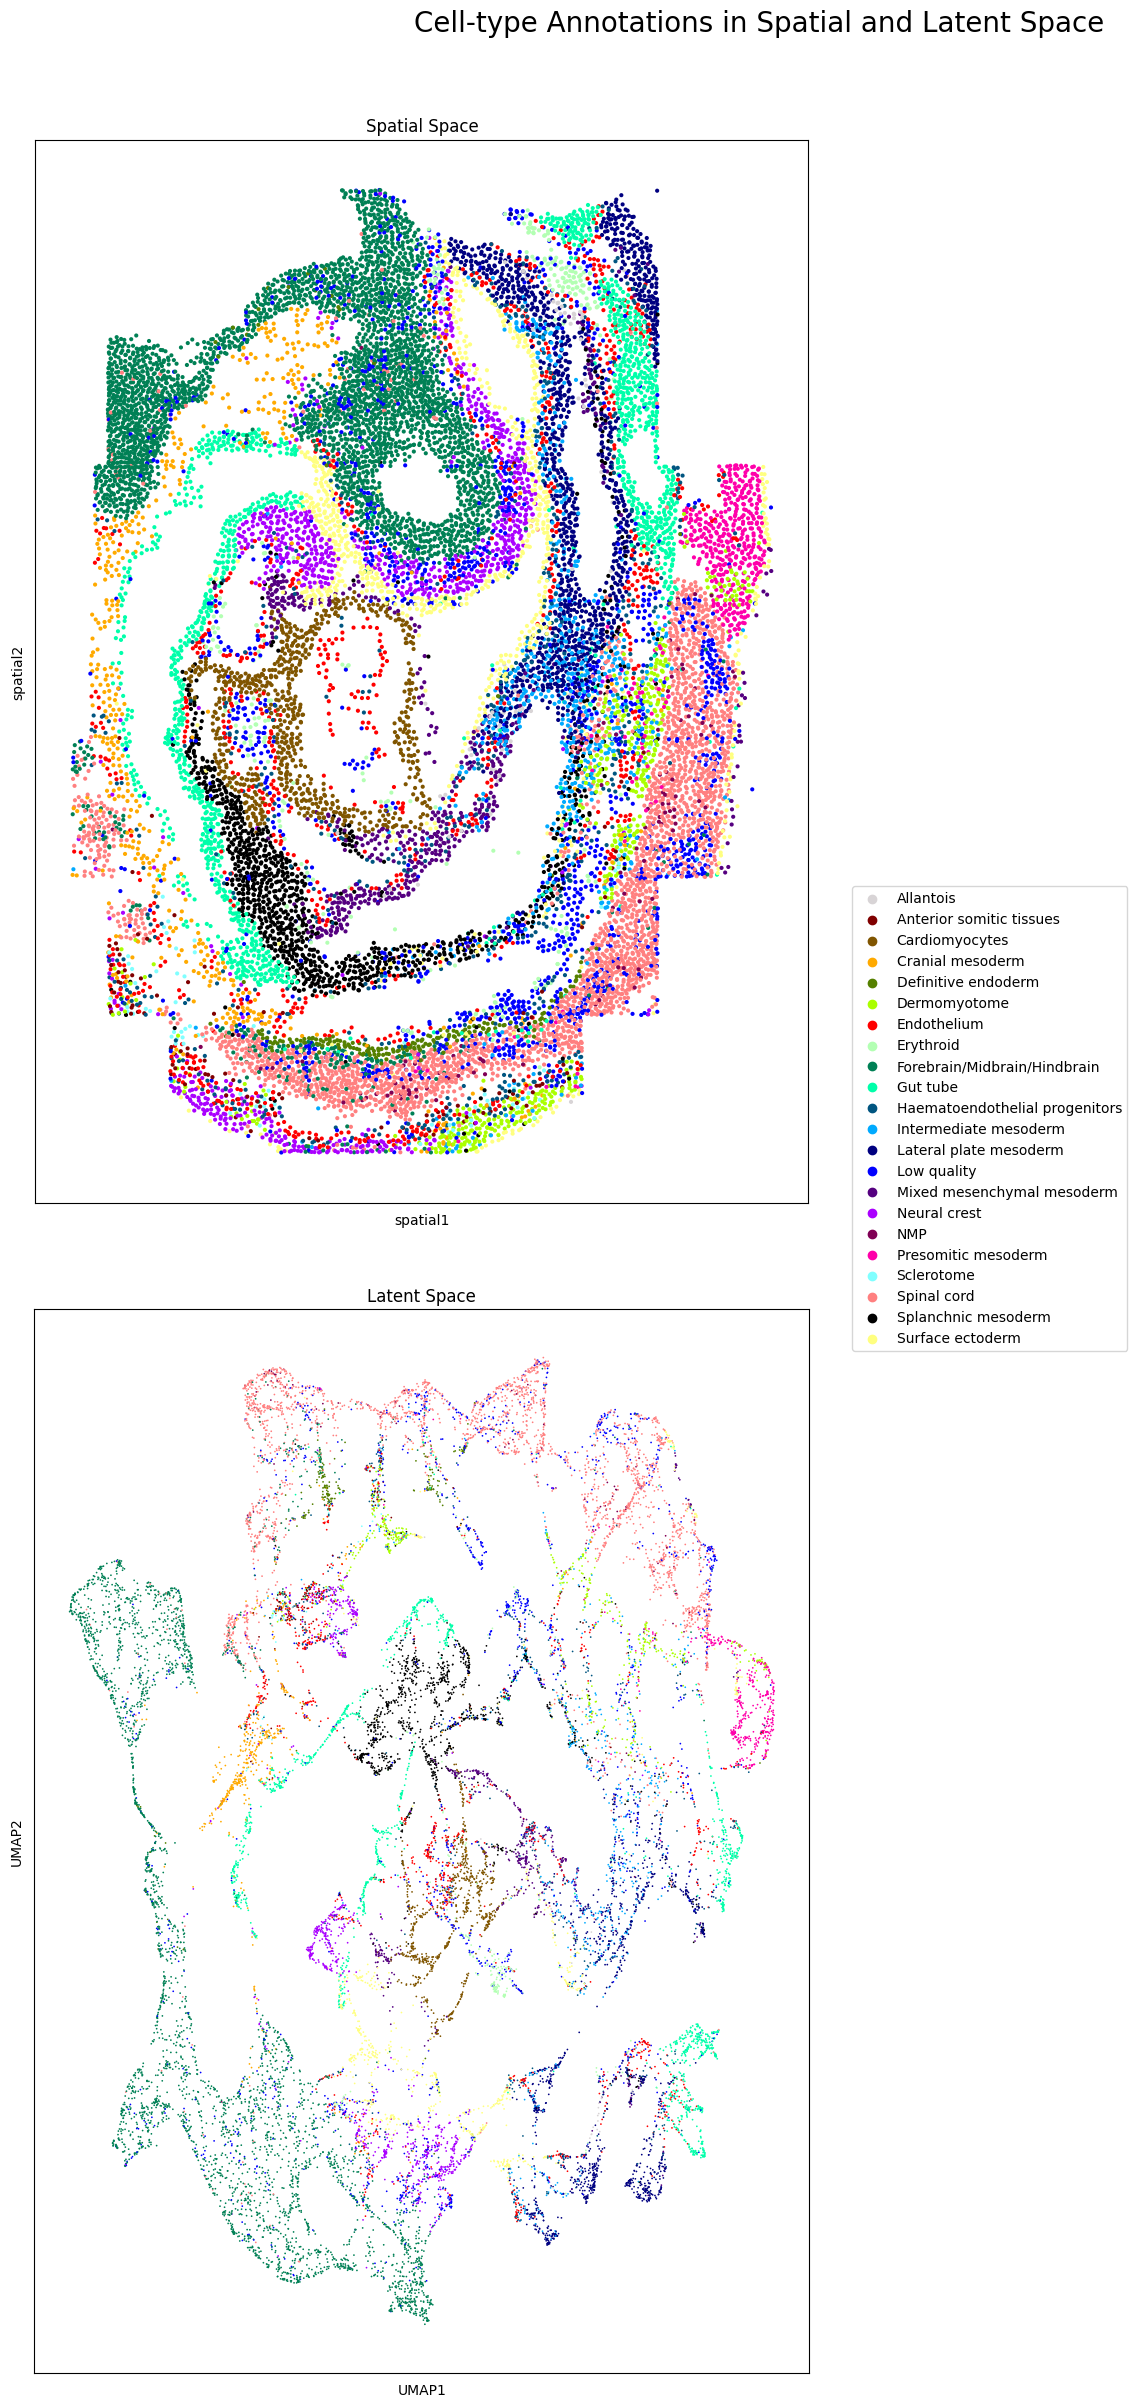 Cell-type Annotations in Spatial and Latent Space
Spatial Space
spatial2
spatial1
Allantois
Anterior somitic tissues
Cardiomyocytes
Cranial mesoderm
Definitive endoderm
Dermomyotome
Endothelium
Erythroid
Forebrain/Midbrain/Hindbrain
Gut tube
Haematoendothelial progenitors
Intermediate mesoderm
Lateral plate mesoderm
Low quality
Mixed mesenchymal mesoderm
Neural crest
NMP
Presomitic mesoderm
Sclerotome
Spinal cord
Splanchnic mesoderm
Surface ectoderm
Latent Space
UMAP2
UMAP1